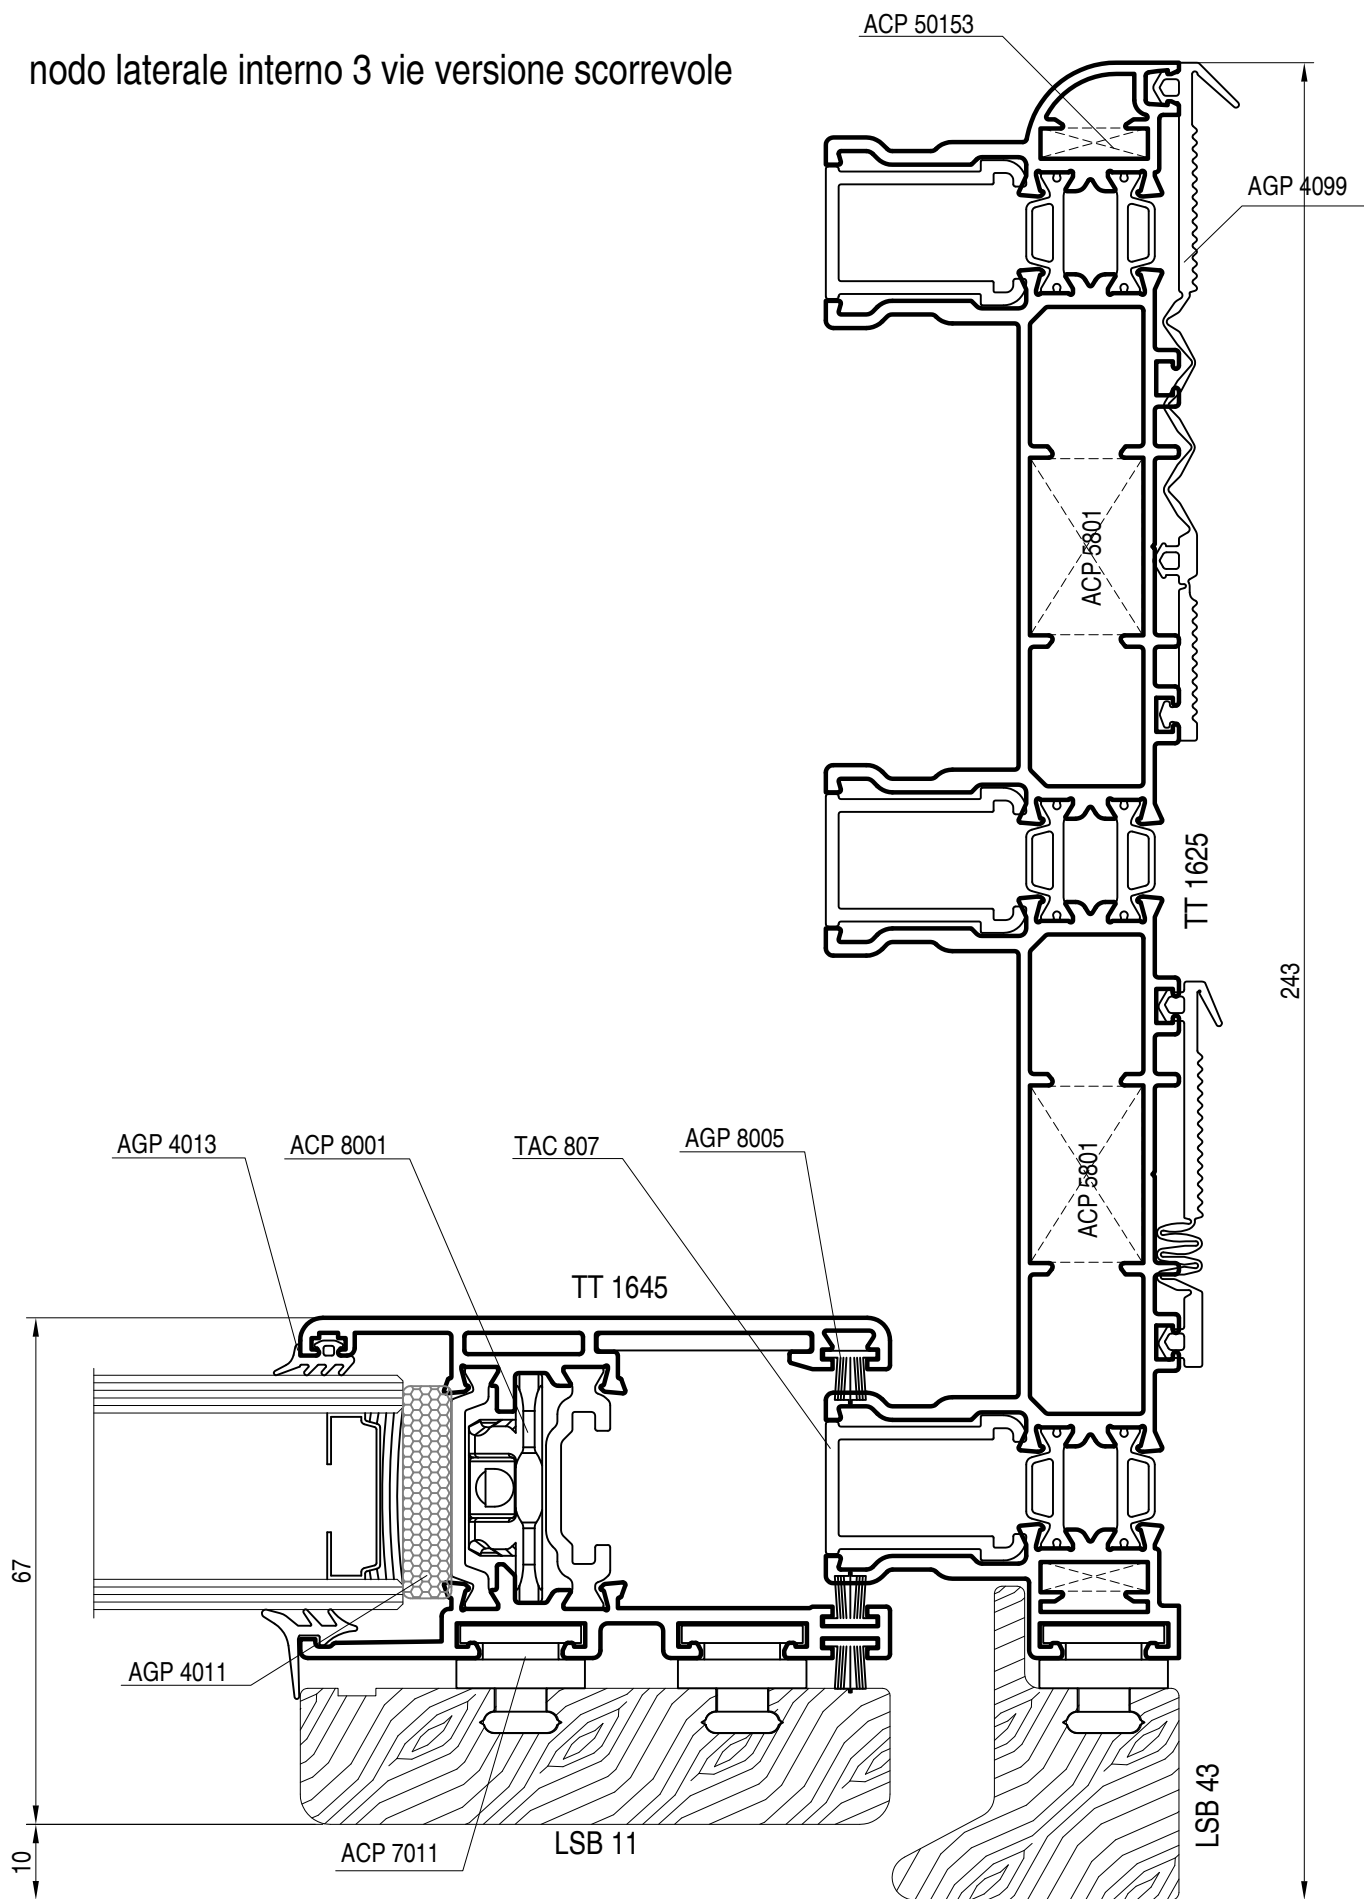 ACP 50153
nodo laterale interno 3 vie versione scorrevole
AGP 4099
ACP 5801
TT 1625
243
AGP 4013
ACP 8001
TAC 807
AGP 8005
ACP 5801
TT 1645
67
AGP 4011
LSB 43
ACP 7011
LSB 11
10